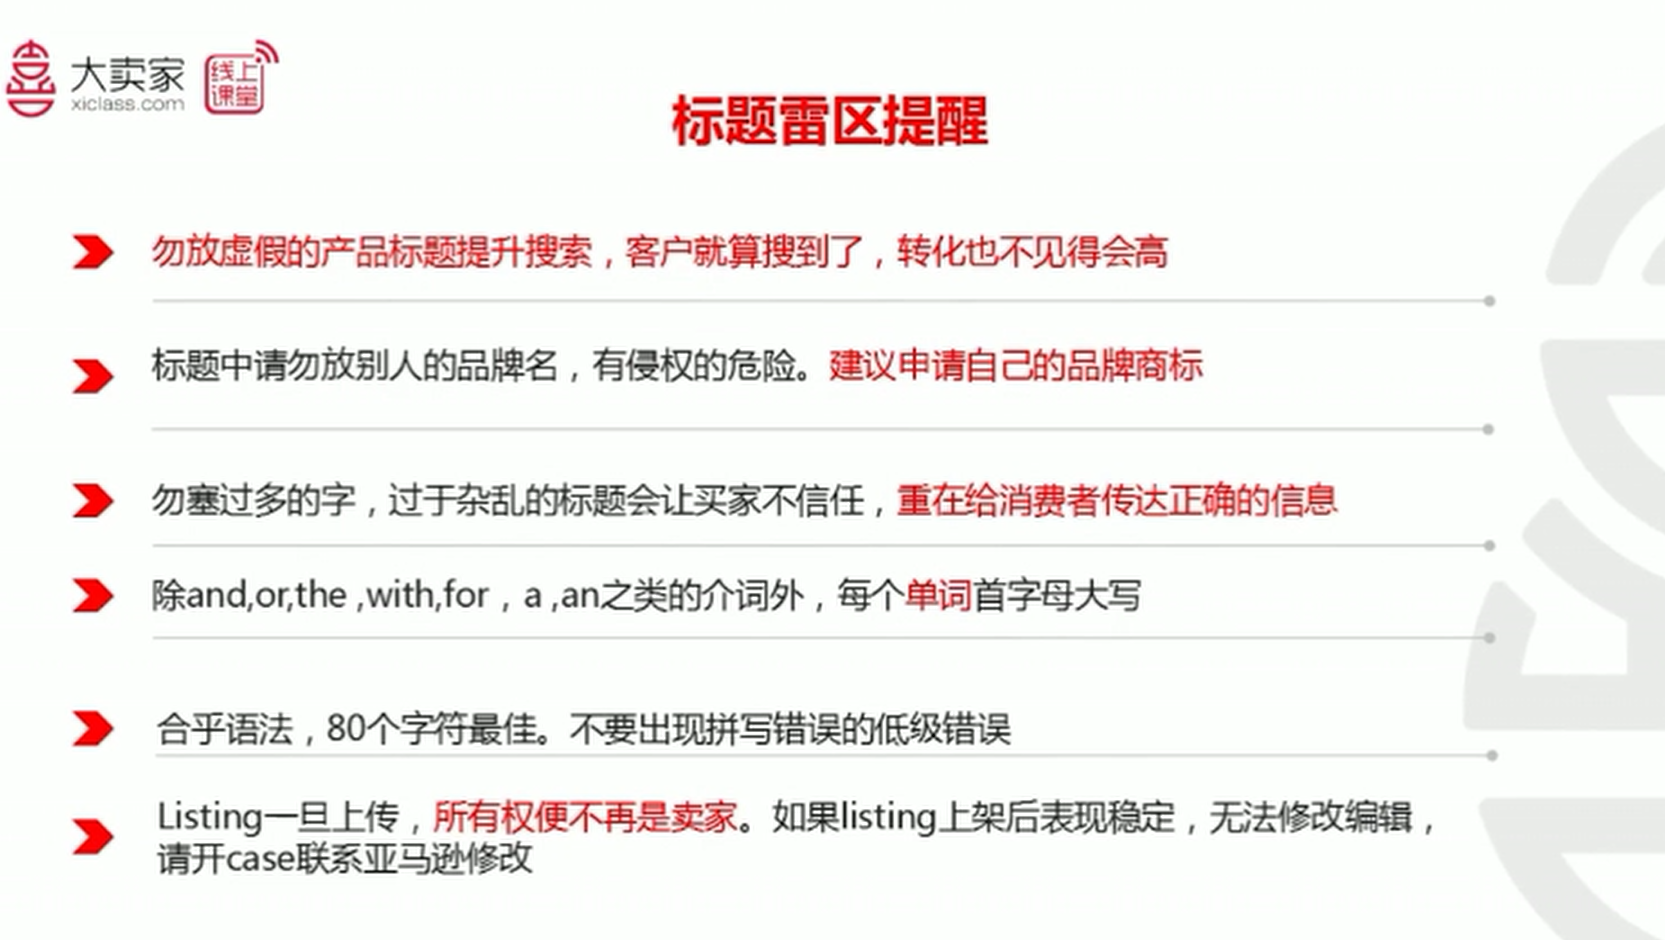 大卖家
xiclass.com
线上
课堂
标题雷区提醒
勿放虚假的产品标题提升搜索，客户就算搜到了，转化也不见得会高
标题中请勿放别人的品牌名，有侵权的危险。建议申请自己的品牌商标
勿塞过多的字，过于杂乱的标题会让买家不信任，重在给消费者传达正确的信息
除and,or,the ,with,for，a ,an之类的介词外，每个单词首字母大写
合乎语法，80个字符最佳。不要出现拼写错误的低级错误
Listing一旦上传，所有权便不再是卖家。如果listing上架后表现稳定，无法修改编辑，
请开case联系亚马逊修改